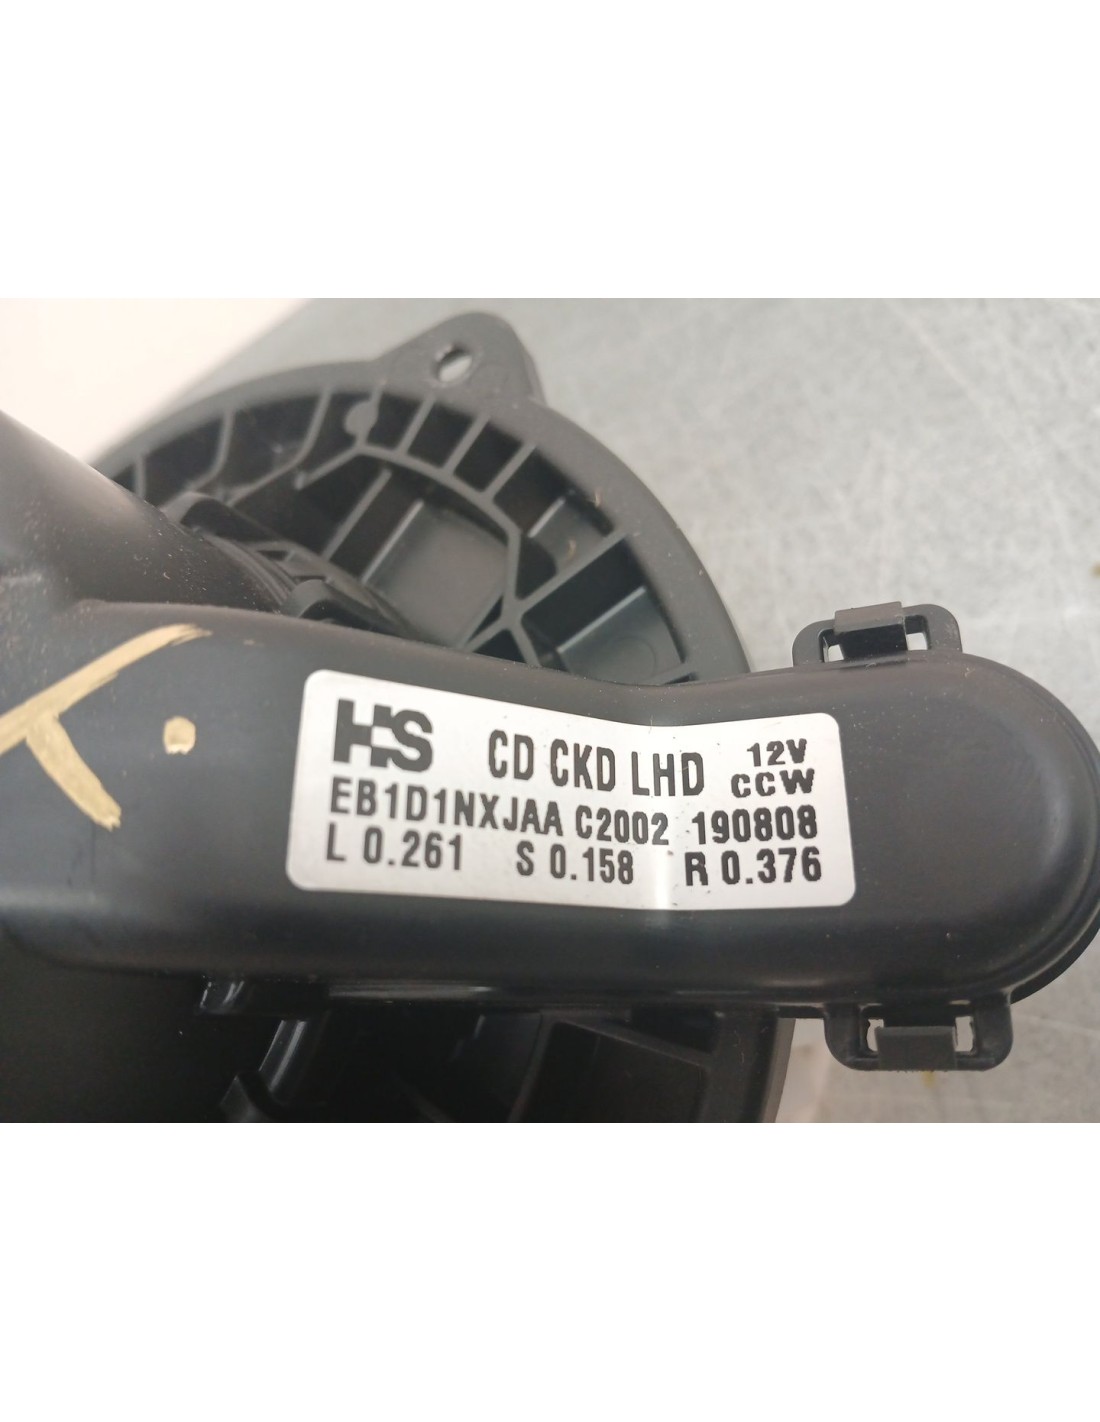 HS CD CKD LHD 12V CCW
EB1D1NXJAA C2002 190808
L 0.261 S 0.158 R 0.376